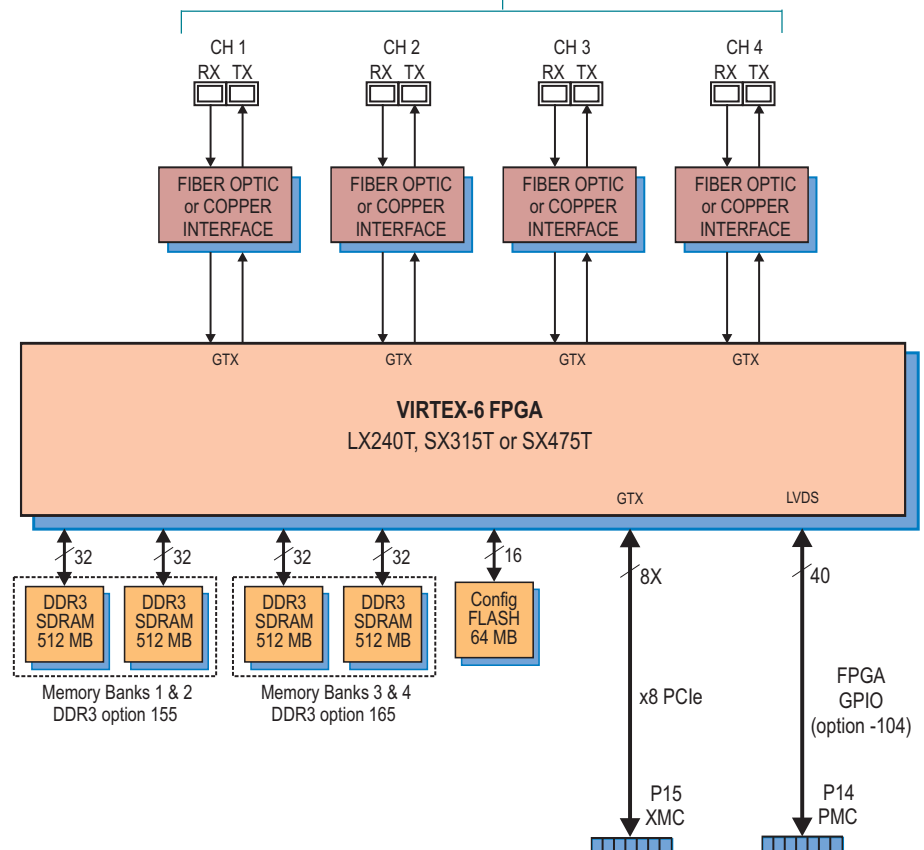 CH 1
CH 2
CH 3
CH 4
RX TX
RX TX
RX TX
RX TX
FIBER OPTIC
or COPPER
INTERFACE
FIBER OPTIC
or COPPER
INTERFACE
FIBER OPTIC
or COPPER
INTERFACE
FIBER OPTIC
or COPPER
INTERFACE
GTX
GTX
GTX
GTX
VIRTEX-6 FPGA
LX240T, SX315T or SX475T
GTX
LVDS
32
32
32
32
16
8X
40
DDR3
SDRAM
512 MB
DDR3
SDRAM
512 MB
DDR3
SDRAM
512 MB
DDR3
SDRAM
512 MB
Config
FLASH
64 MB
Memory Banks 1 & 2
DDR3 option 155
Memory Banks 3 & 4
DDR3 option 165
x8 PCIe
FPGA
GPIO
(option -104)
P15
XMC
P14
PMC